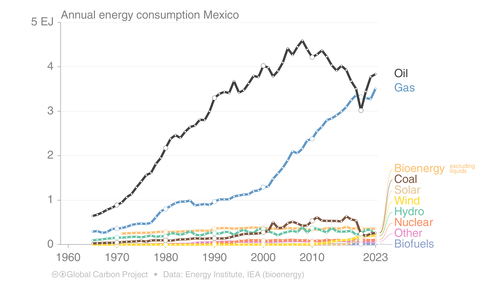 Annual energy consumption Mexico
5 EJ
4
3
2
1
0
1960
1970
1980
1990
2000
2010
2023
Oil
Gas
Bioenergy excluding liquids
Coal
Solar
Wind
Hydro
Nuclear
Other
Biofuels
Global Carbon Project • Data: Energy Institute, IEA (bioenergy)